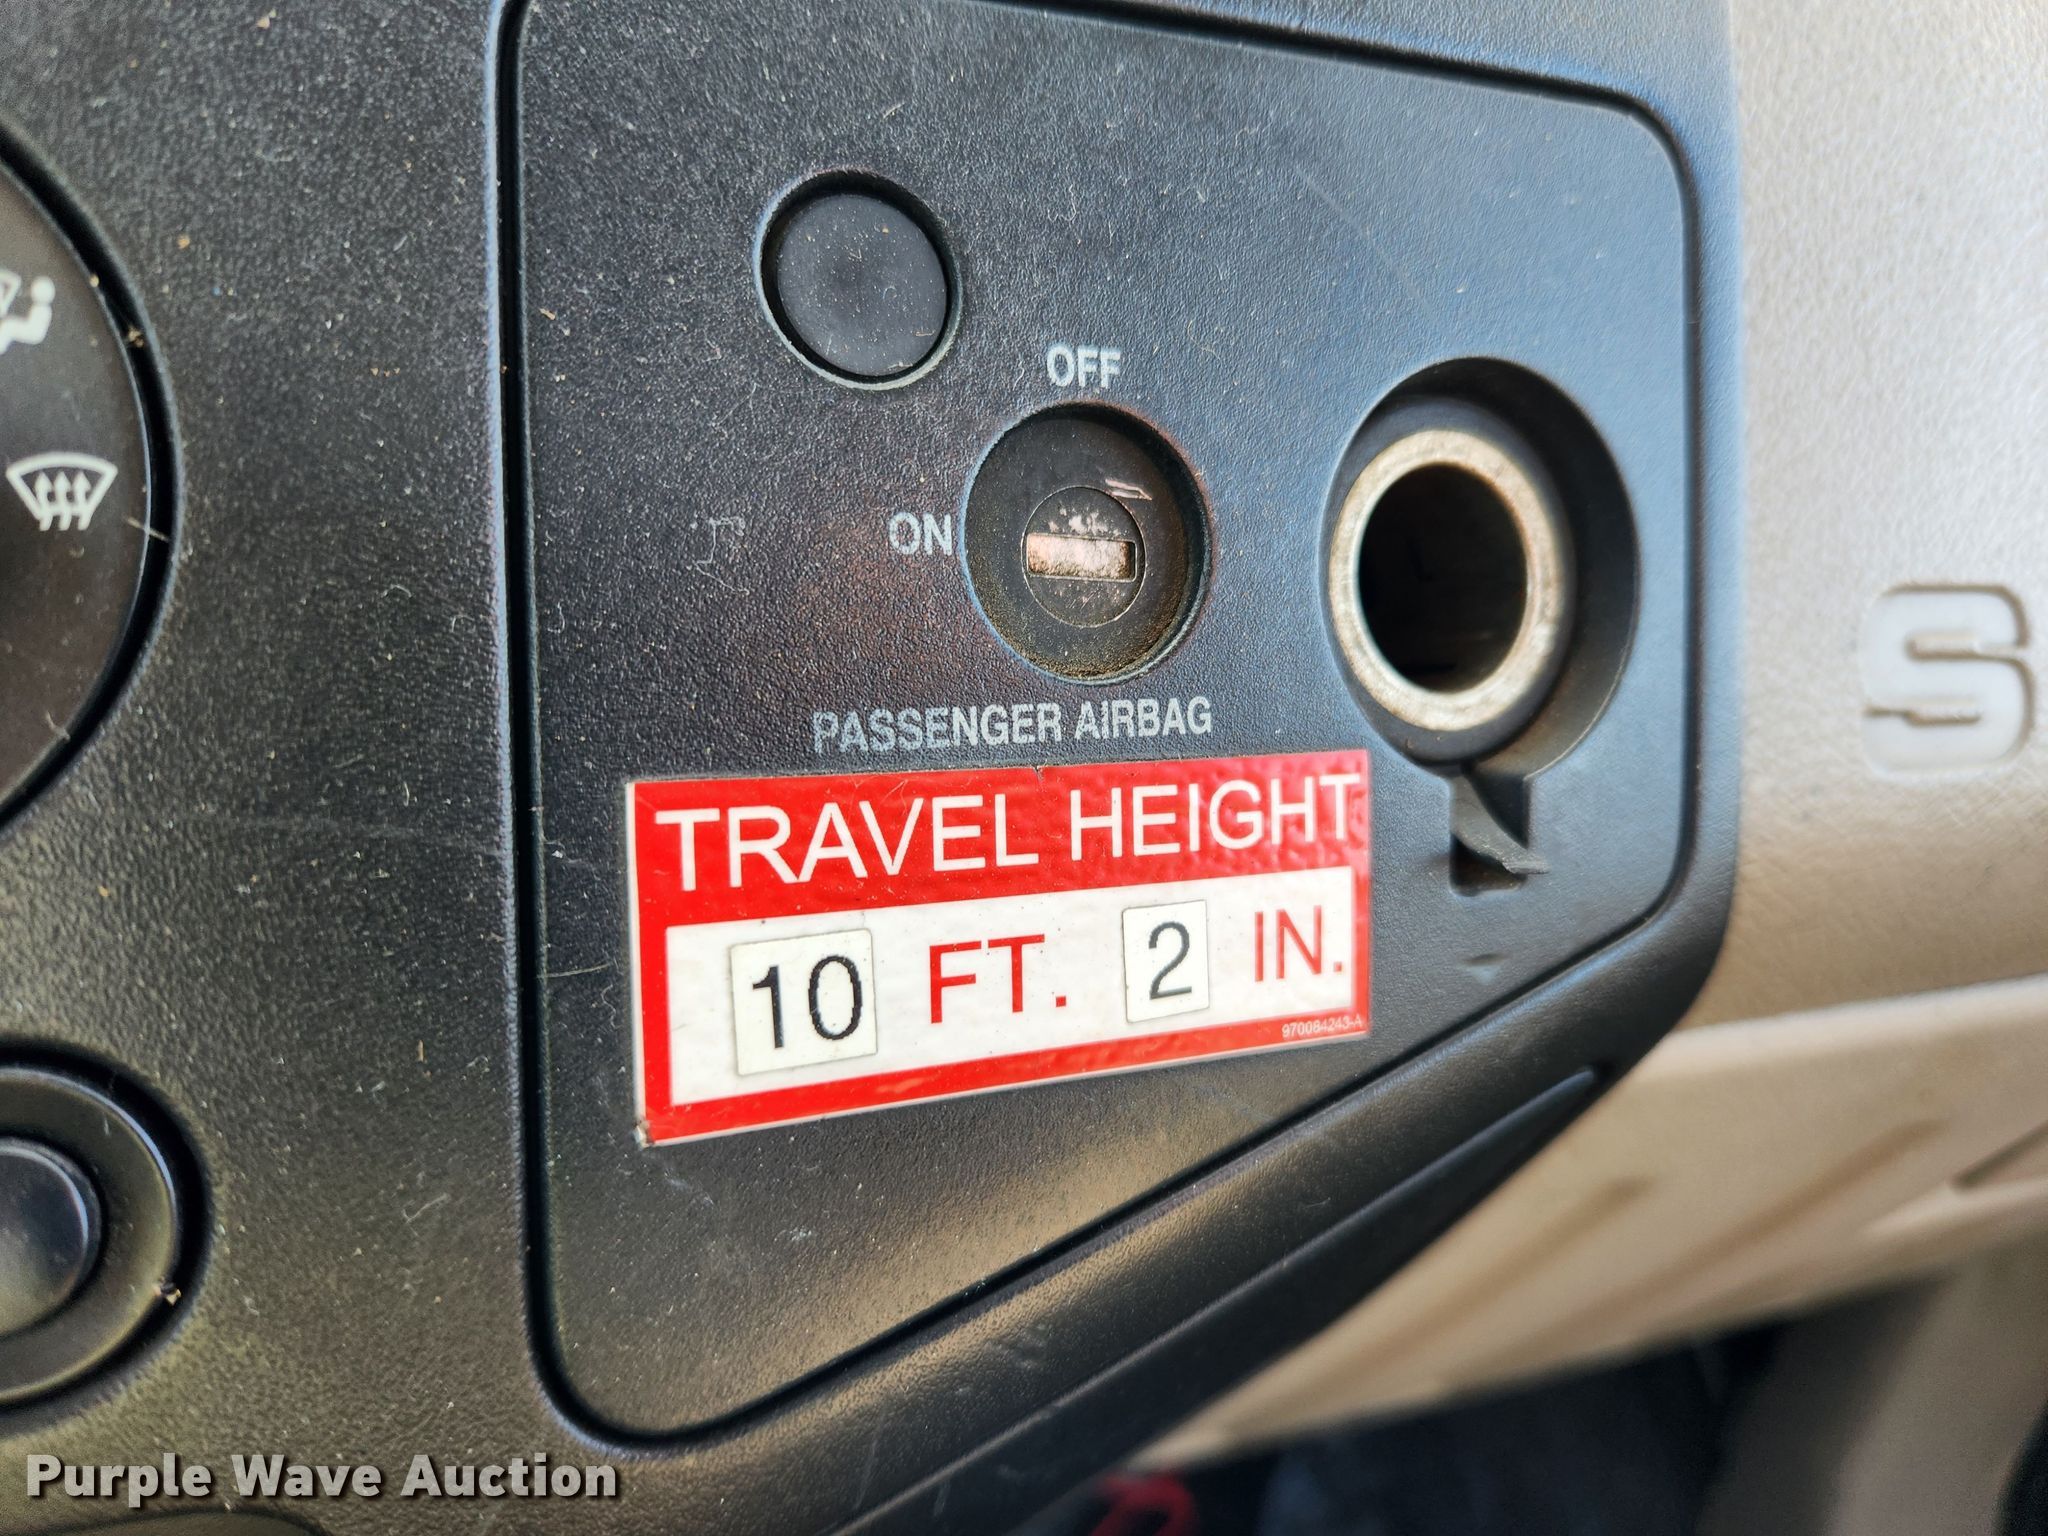 OFF
ON
PASSENGER AIRBAG
TRAVEL HEIGHT
10 FT. 2 IN.
970084243-A
S
Purple Wave Auction